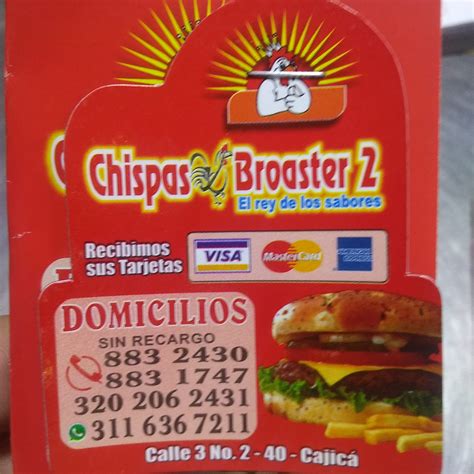 Chispas Broaster 2
El rey de los sabores
Recibimos
sus Tarjetas
VISA
MasterCard
DOMICILIOS
SIN RECARGO
883 2430
883 1747
320 206 2431
311 636 7211
Calle 3 No. 2 - 40 - Cajicá